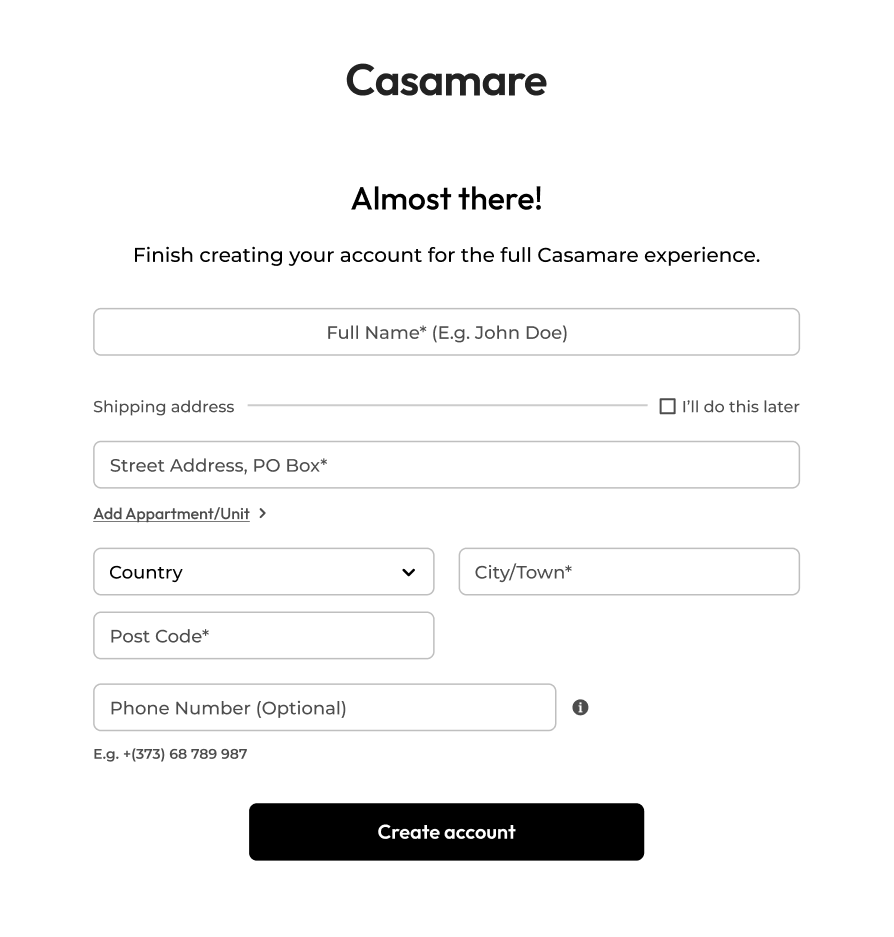 Casamare
Almost there!
Finish creating your account for the full Casamare experience.
Full Name* (E.g. John Doe)
Shipping address
I'll do this later
Street Address, PO Box*
Add Appartment/Unit
Country
City/Town*
Post Code*
Phone Number (Optional)
E.g. +(373) 68 789 987
Create account